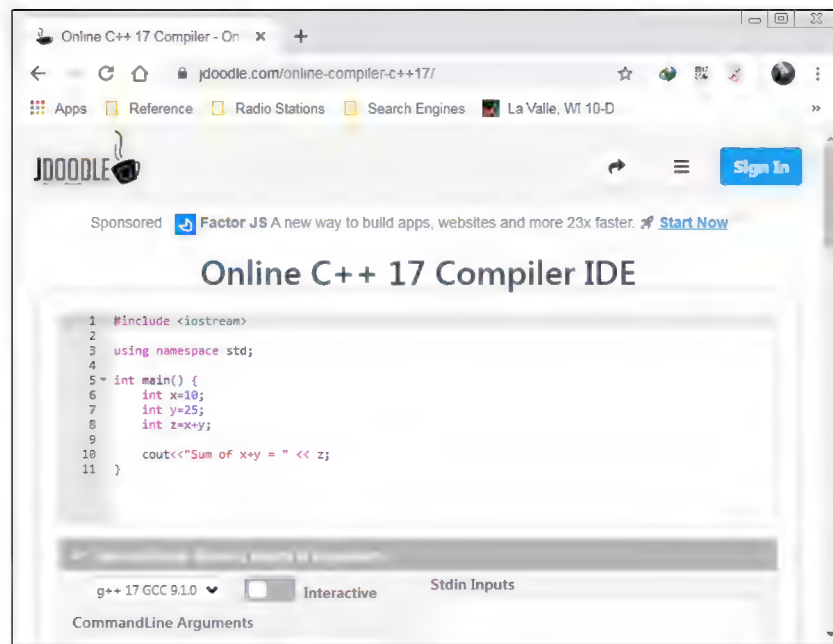 Online C++ 17 Compiler - On
jdoodle.com/online-compiler-c++17/
Apps Reference Radio Stations Search Engines La Valle, WI 10-D »
JDOODLE
Sign In
Sponsored Factor JS A new way to build apps, websites and more 23x faster. Start Now
Online C++ 17 Compiler IDE
1 #include <iostream>
2
3 using namespace std;
4
5 int main() {
6 int x=10;
7 int y=25;
8 int z=x+y;
9
10 cout<<"Sum of x+y = " << z;
11 }
g++ 17 GCC 9.1.0 Interactive Stdin Inputs
CommandLine Arguments